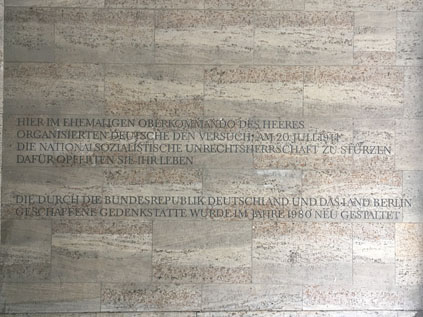 HIER IM EHEMALIGEN OBERKOMMANDO DES HEERES
ORGANISIERTEN DEUTSCHE DEN VERSUCH, AM 20. JULI 1944
DIE NATIONALSOZIALISTISCHE UNRECHTSHERRSCHAFT ZU STÜRZEN
DAFÜR OPFERTEN SIE IHR LEBEN
DIE DURCH DIE BUNDESREPUBLIK DEUTSCHLAND UND DAS LAND BERLIN
GESCHAFFENE GEDENKSTÄTTE WURDE IM JAHRE 1980 NEU GESTALTET